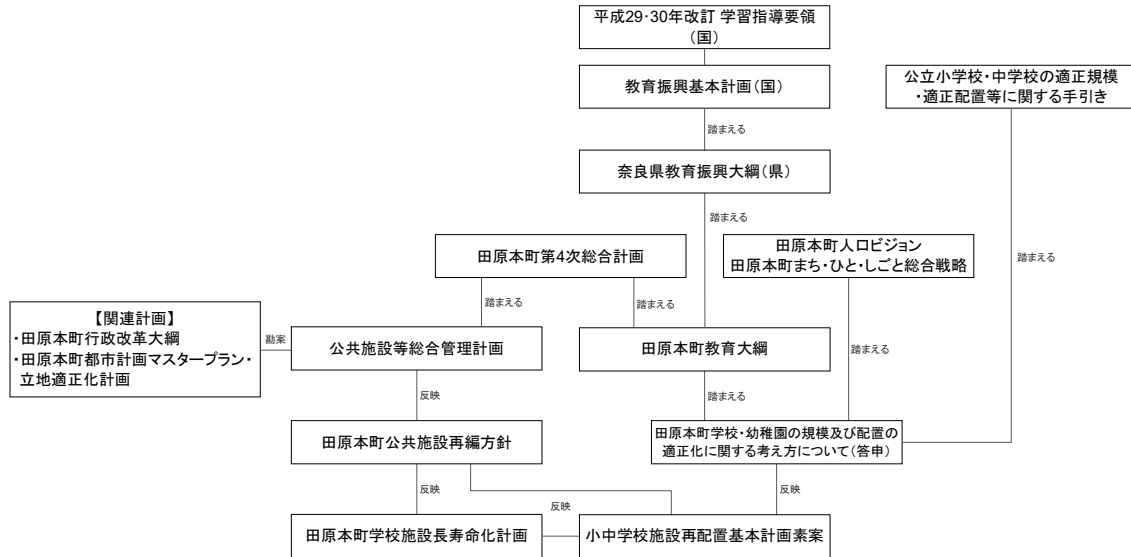 平成29・30年改訂 学習指導要領
(国)
教育振興基本計画(国)
公立小学校・中学校の適正規模
・適正配置等に関する手引き
踏まえる
奈良県教育振興大綱(県)
踏まえる
田原本町第4次総合計画
田原本町人口ビジョン
田原本町まち・ひと・しごと総合戦略
踏まえる
踏まえる
踏まえる
【関連計画】
・田原本町行政改革大綱
・田原本町都市計画マスタープラン・
立地適正化計画
勘案
公共施設等総合管理計画
田原本町教育大綱
踏まえる
反映
踏まえる
田原本町公共施設再編方針
田原本町学校・幼稚園の規模及び配置の
適正化に関する考え方について(答申)
反映
反映
反映
田原本町学校施設長寿命化計画
小中学校施設再配置基本計画素案